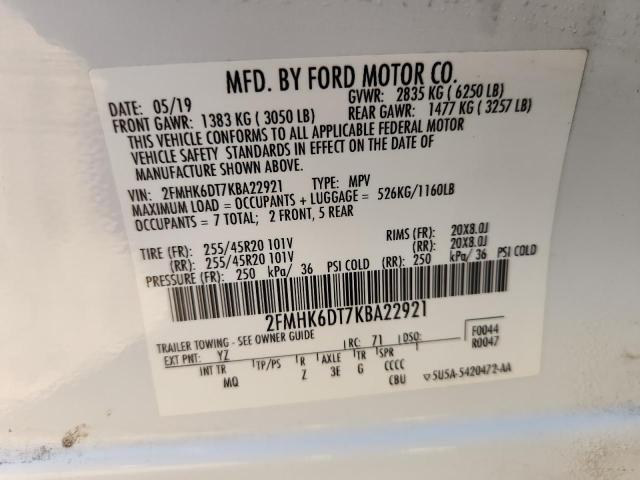 MFD. BY FORD MOTOR CO.
DATE: 05/19 GVWR: 2835 KG ( 6250 LB)
FRONT GAWR: 1383 KG ( 3050 LB) REAR GAWR: 1477 KG ( 3257 LB)
THIS VEHICLE CONFORMS TO ALL APPLICABLE FEDERAL MOTOR
VEHICLE SAFETY STANDARDS IN EFFECT ON THE DATE OF
MANUFACTURE SHOWN ABOVE.
VIN: 2FMHK6DT7KBA22921 TYPE: MPV
MAXIMUM LOAD = OCCUPANTS + LUGGAGE = 526KG/1160LB
OCCUPANTS = 7 TOTAL; 2 FRONT, 5 REAR
TIRE (FR): 255/45R20 101V RIMS (FR): 20X8.0J
(RR): 255/45R20 101V (RR): 20X8.0J
PRESSURE (FR): 250 kPa/ 36 PSI COLD (RR): 250 kPa/ 36 PSI COLD
2FMHK6DT7KBA22921
TRAILER TOWING - SEE OWNER GUIDE RC: 71 DSO: F0044
EXT PNT: YZ R0047
INT TR TP/PS R AXLE TR SPR
MQ Z 3E G CCCC
CBU 5U5A-5420472-AA